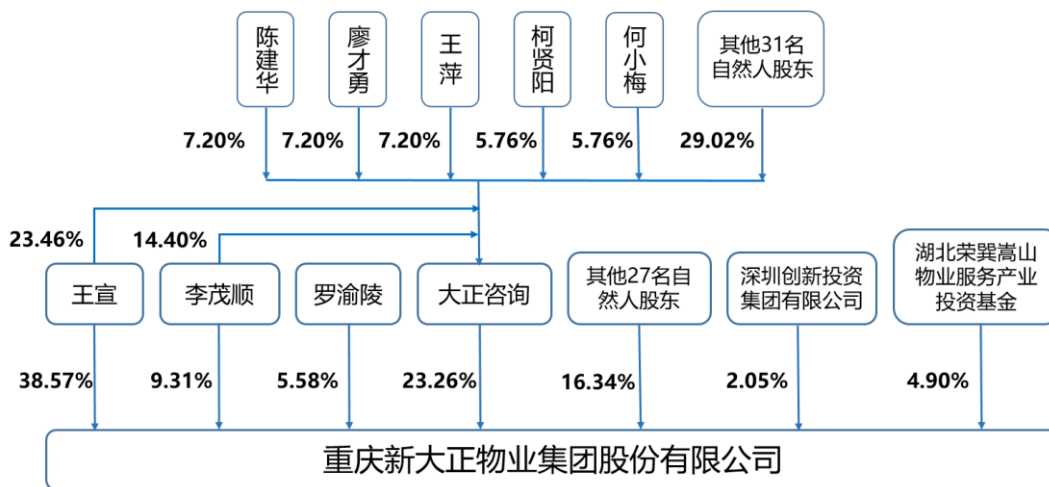 陈建华
廖才勇
王萍
柯贤阳
何小梅
其他31名
自然人股东
7.20%
7.20%
7.20%
5.76%
5.76%
29.02%
23.46%
14.40%
王宣
李茂顺
罗渝陵
大正咨询
其他27名自
然人股东
深圳创新投资
集团有限公司
湖北荣巽嵩山
物业服务产业
投资基金
38.57%
9.31%
5.58%
23.26%
16.34%
2.05%
4.90%
重庆新大正物业集团股份有限公司